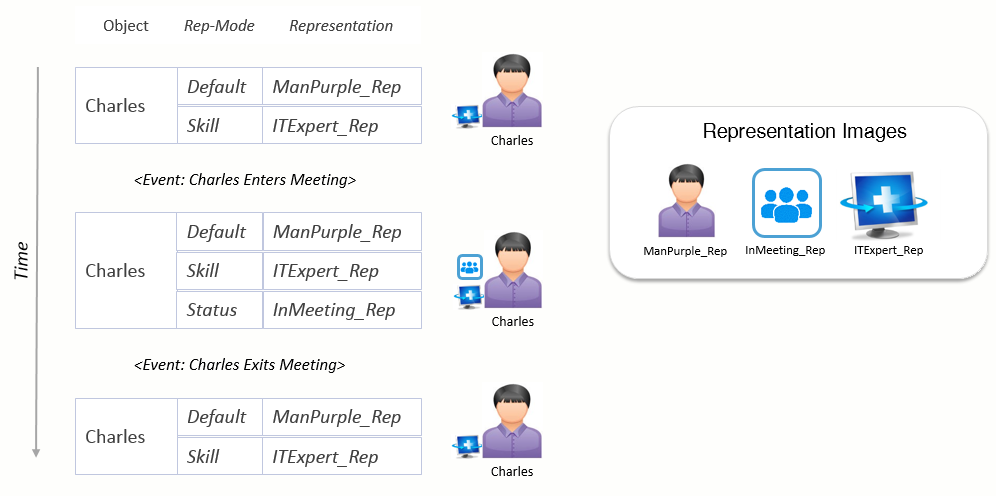 Object Rep-Mode Representation
Charles
Default ManPurple_Rep
Skill ITExpert_Rep
Charles
<Event: Charles Enters Meeting>
Charles
Default ManPurple_Rep
Skill ITExpert_Rep
Status InMeeting_Rep
Charles
<Event: Charles Exits Meeting>
Charles
Default ManPurple_Rep
Skill ITExpert_Rep
Charles
Time
Representation Images
ManPurple_Rep InMeeting_Rep ITExpert_Rep